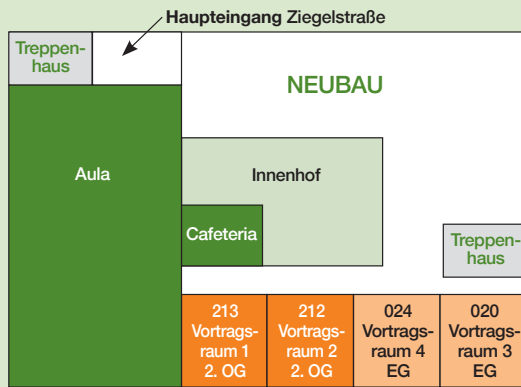 Haupteingang Ziegelstraße
Treppen-
haus
NEUBAU
Aula
Innenhof
Cafeteria
Treppen-
haus
213
Vortrags-
raum 1
2. OG
212
Vortrags-
raum 2
2. OG
024
Vortrags-
raum 4
EG
020
Vortrags-
raum 3
EG